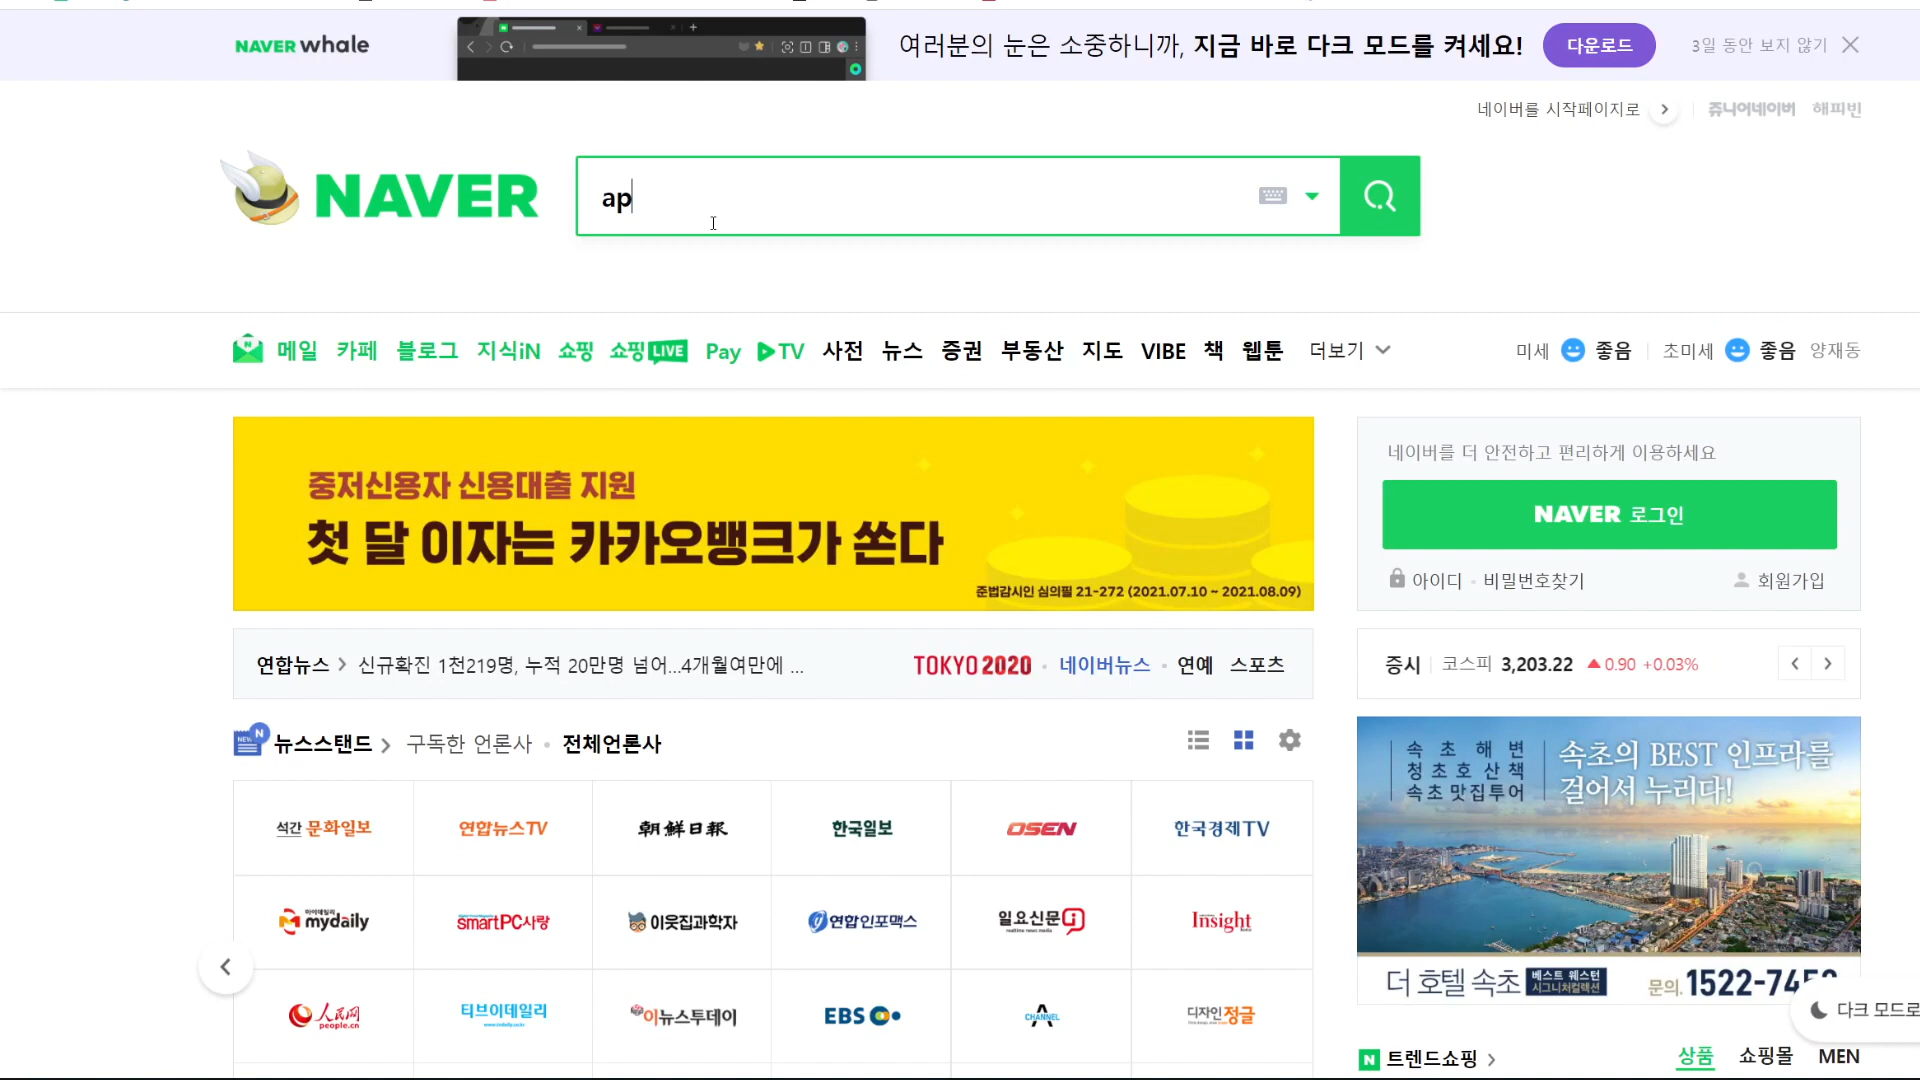 NAVER whale
여러분의 눈은 소중하니까, 지금 바로 다크 모드를 켜세요!
다운로드
3일 동안 보지 않기
네이버를 시작페이지로
쥬니어네이버 해피빈
NAVER
ap
메일 카페 블로그 지식iN 쇼핑 쇼핑LIVE Pay TV 사전 뉴스 증권 부동산 지도 VIBE 책 웹툰 더보기
미세 좋음 초미세 좋음 양재동
중저신용자 신용대출 지원
첫 달 이자는 카카오뱅크가 쏜다
준법감시인 심의필 21-272 (2021.07.10 ~ 2021.08.09)
네이버를 더 안전하고 편리하게 이용하세요
NAVER 로그인
아이디 · 비밀번호찾기 회원가입
연합뉴스 > 신규확진 1천219명, 누적 20만명 넘어...4개월여만에 ...
TOKYO 2020 · 네이버뉴스 · 연예 스포츠
증시 코스피 3,203.22 ▲ 0.90 +0.03%
NEW N 뉴스스탠드 > 구독한 언론사 · 전체언론사
석간 문화일보 연합뉴스TV 朝鮮日報 한국일보 OSEN 한국경제TV
마이데일리 mydaily smartPC사랑 이웃집과학자 연합인포맥스 일요신문 Insight
人民网 people.cn 티브이데일리 www.tvdaily.co.kr 이뉴스투데이 EBS CHANNEL A 디자인정글
속초해변
청초호산책
속초맛집투어
속초의 BEST 인프라를
걸어서 누리다!
더 호텔 속초 베스트 웨스턴 시그니처컬렉션 문의.
다크 모드로
N 트렌드쇼핑 > 상품 쇼핑몰 MEN